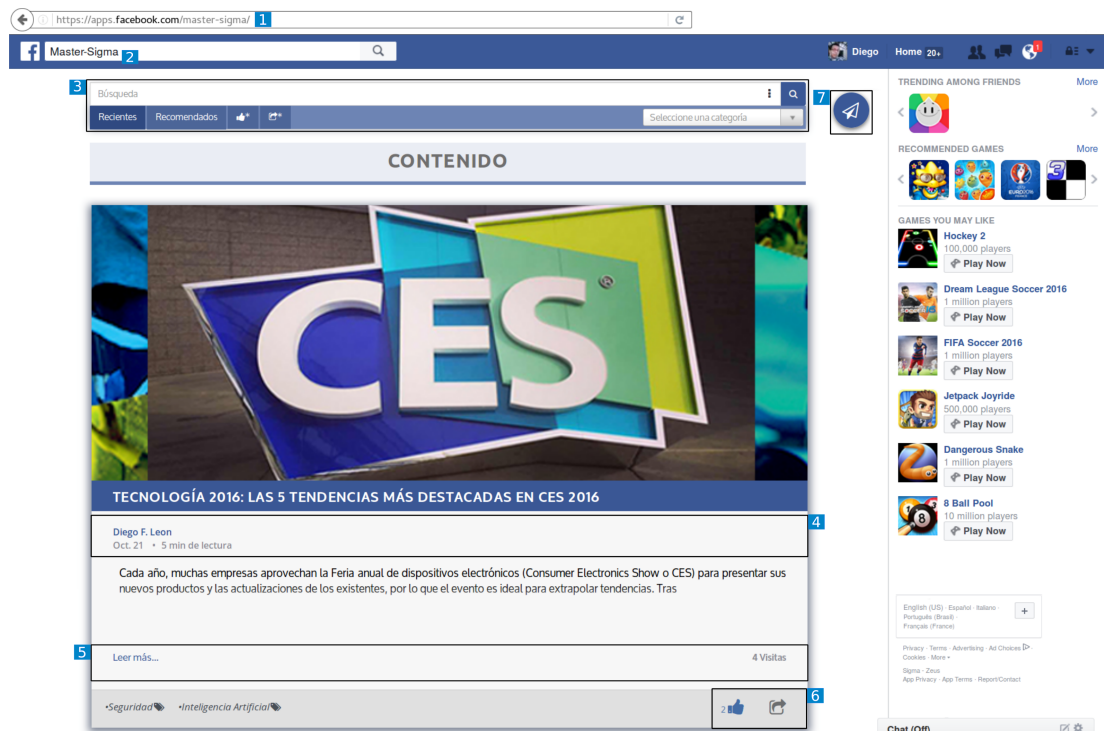 https://apps.facebook.com/master-sigma/ 1
Master-Sigma 2
Diego Home 20+ 1
3
Búsqueda
Recientes Recomendados Seleccione una categoría
7
CONTENIDO
CES
TECNOLOGÍA 2016: LAS 5 TENDENCIAS MÁS DESTACADAS EN CES 2016
4
Diego F. Leon
Oct. 21 • 5 min de lectura
Cada año, muchas empresas aprovechan la Feria anual de dispositivos electrónicos (Consumer Electronics Show o CES) para presentar sus
nuevos productos y las actualizaciones de los existentes, por lo que el evento es ideal para extrapolar tendencias. Tras
5
Leer más... 4 Visitas
6
•Seguridad •Inteligencia Artificial 2
TRENDING AMONG FRIENDS More
RECOMMENDED GAMES More
EURO2016
3
GAMES YOU MAY LIKE
Hockey 2
100,000 players
Play Now
Dream League Soccer 2016
1 million players
Play Now
SOCCER
FIFA Soccer 2016
1 million players
Play Now
Jetpack Joyride
500,000 players
Play Now
Dangerous Snake
1 million players
Play Now
8 Ball Pool
10 million players
Play Now
8
English (US) · Español · Italiano ·
Português (Brasil) ·
Français (France)
+
Privacy · Terms · Advertising · Ad Choices ·
Cookies · More
Sigma · Zeus
App Privacy · App Terms · Report/Contact
Chat (Off)